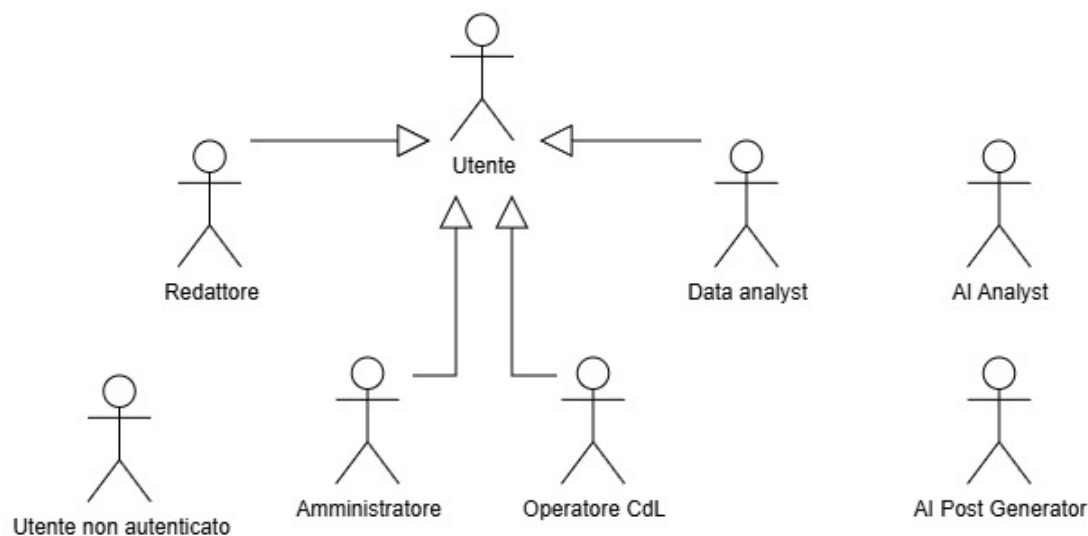 Utente
Redattore
Data analyst
AI Analyst
Utente non autenticato
Amministratore
Operatore CdL
AI Post Generator